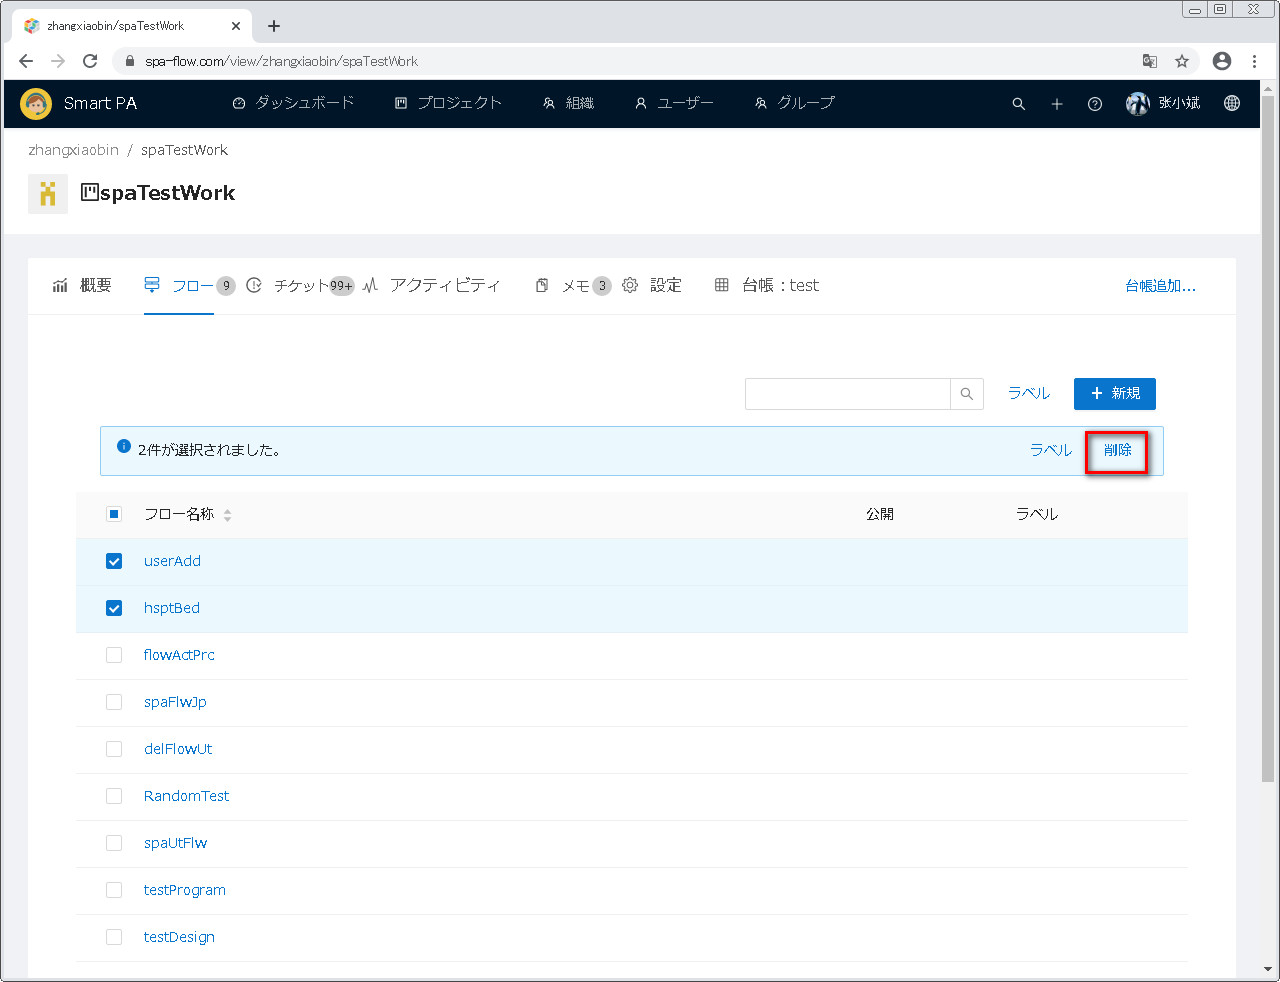 zhangxiaobin/spaTestWork
spa-flow.com/view/zhangxiaobin/spaTestWork
Smart PA ダッシュボード プロジェクト 組織 ユーザー グループ 张小斌
zhangxiaobin / spaTestWork
spaTestWork
概要 フロー 9 チケット 99+ アクティビティ メモ 3 設定 台帳：test 台帳追加...
ラベル + 新規
2件が選択されました。 ラベル 削除
フロー名称 公開 ラベル
userAdd
hsptBed
flowActPrc
spaFlwJp
delFlowUt
RandomTest
spaUtFlw
testProgram
testDesign